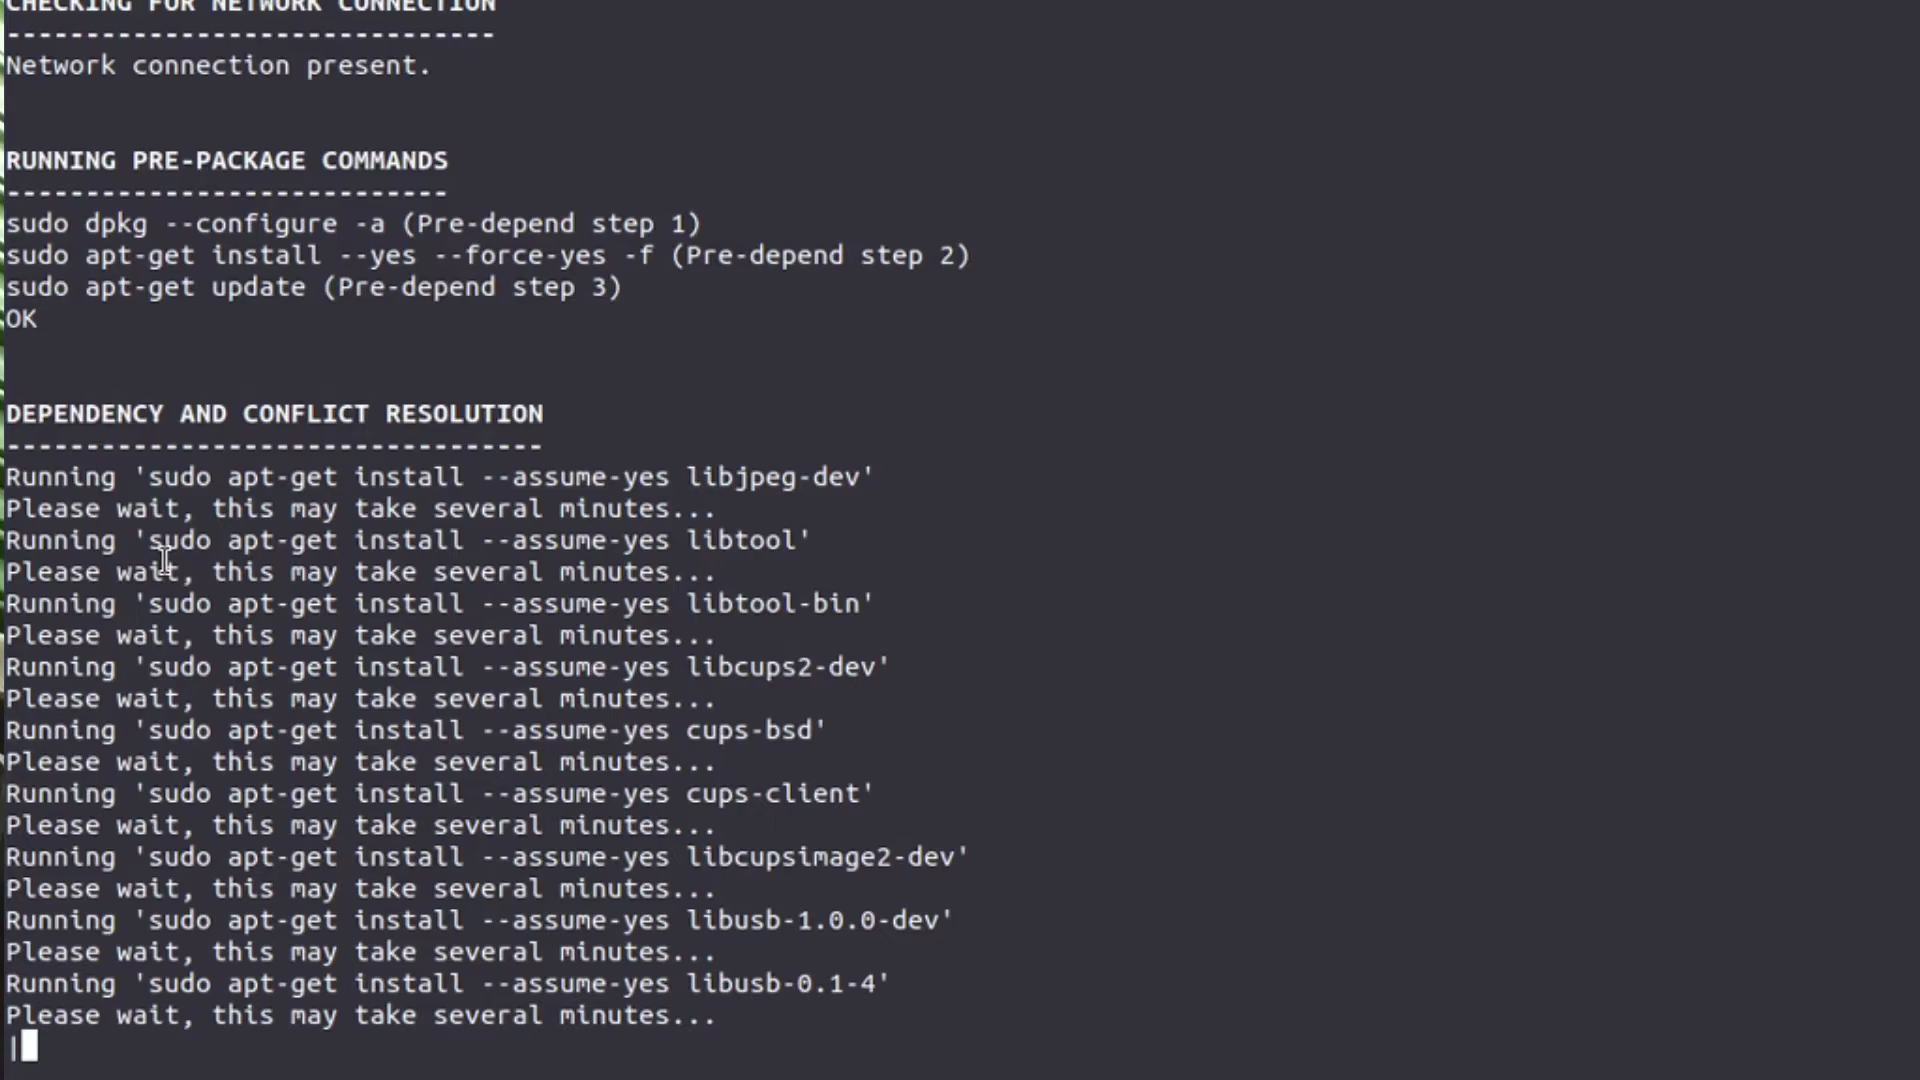 CHECKING FOR NETWORK CONNECTION
-------------------------------
Network connection present.
RUNNING PRE-PACKAGE COMMANDS
----------------------------
sudo dpkg --configure -a (Pre-depend step 1)
sudo apt-get install --yes --force-yes -f (Pre-depend step 2)
sudo apt-get update (Pre-depend step 3)
OK
DEPENDENCY AND CONFLICT RESOLUTION
----------------------------------
Running 'sudo apt-get install --assume-yes libjpeg-dev'
Please wait, this may take several minutes...
Running 'sudo apt-get install --assume-yes libtool'
Please wait, this may take several minutes...
Running 'sudo apt-get install --assume-yes libtool-bin'
Please wait, this may take several minutes...
Running 'sudo apt-get install --assume-yes libcups2-dev'
Please wait, this may take several minutes...
Running 'sudo apt-get install --assume-yes cups-bsd'
Please wait, this may take several minutes...
Running 'sudo apt-get install --assume-yes cups-client'
Please wait, this may take several minutes...
Running 'sudo apt-get install --assume-yes libcupsimage2-dev'
Please wait, this may take several minutes...
Running 'sudo apt-get install --assume-yes libusb-1.0.0-dev'
Please wait, this may take several minutes...
Running 'sudo apt-get install --assume-yes libusb-0.1-4'
Please wait, this may take several minutes...
|